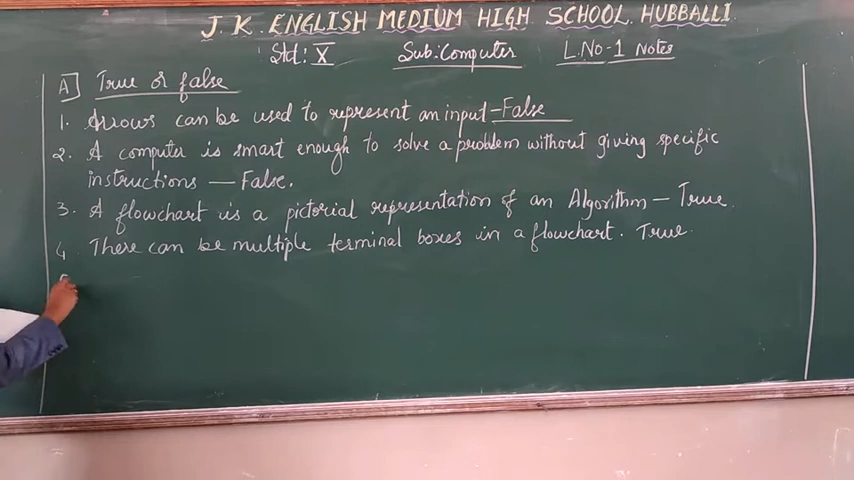 J. K. ENGLISH MEDIUM HIGH SCHOOL. HUBBALLI.
Std: X Sub: Computer L.No-1 Notes
A] True or false
1. Arrows can be used to represent an input - False
2. A computer is smart enough to solve a problem without giving specific
instructions — False.
3. A flowchart is a pictorial representation of an Algorithm — True.
4. There can be multiple terminal boxes in a flowchart. True.